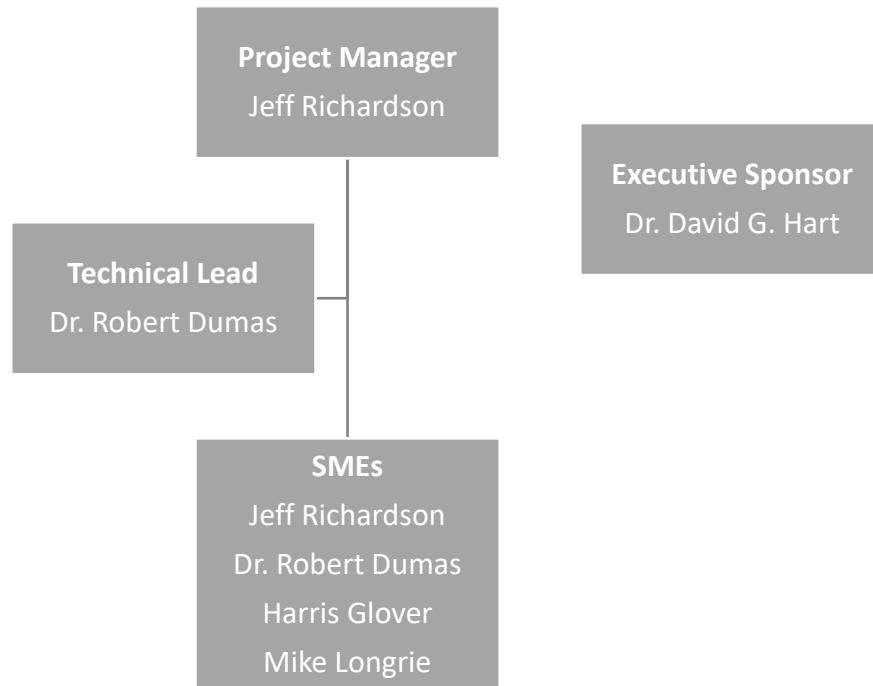 Project Manager
Jeff Richardson
Executive Sponsor
Dr. David G. Hart
Technical Lead
Dr. Robert Dumas
SMEs
Jeff Richardson
Dr. Robert Dumas
Harris Glover
Mike Longrie